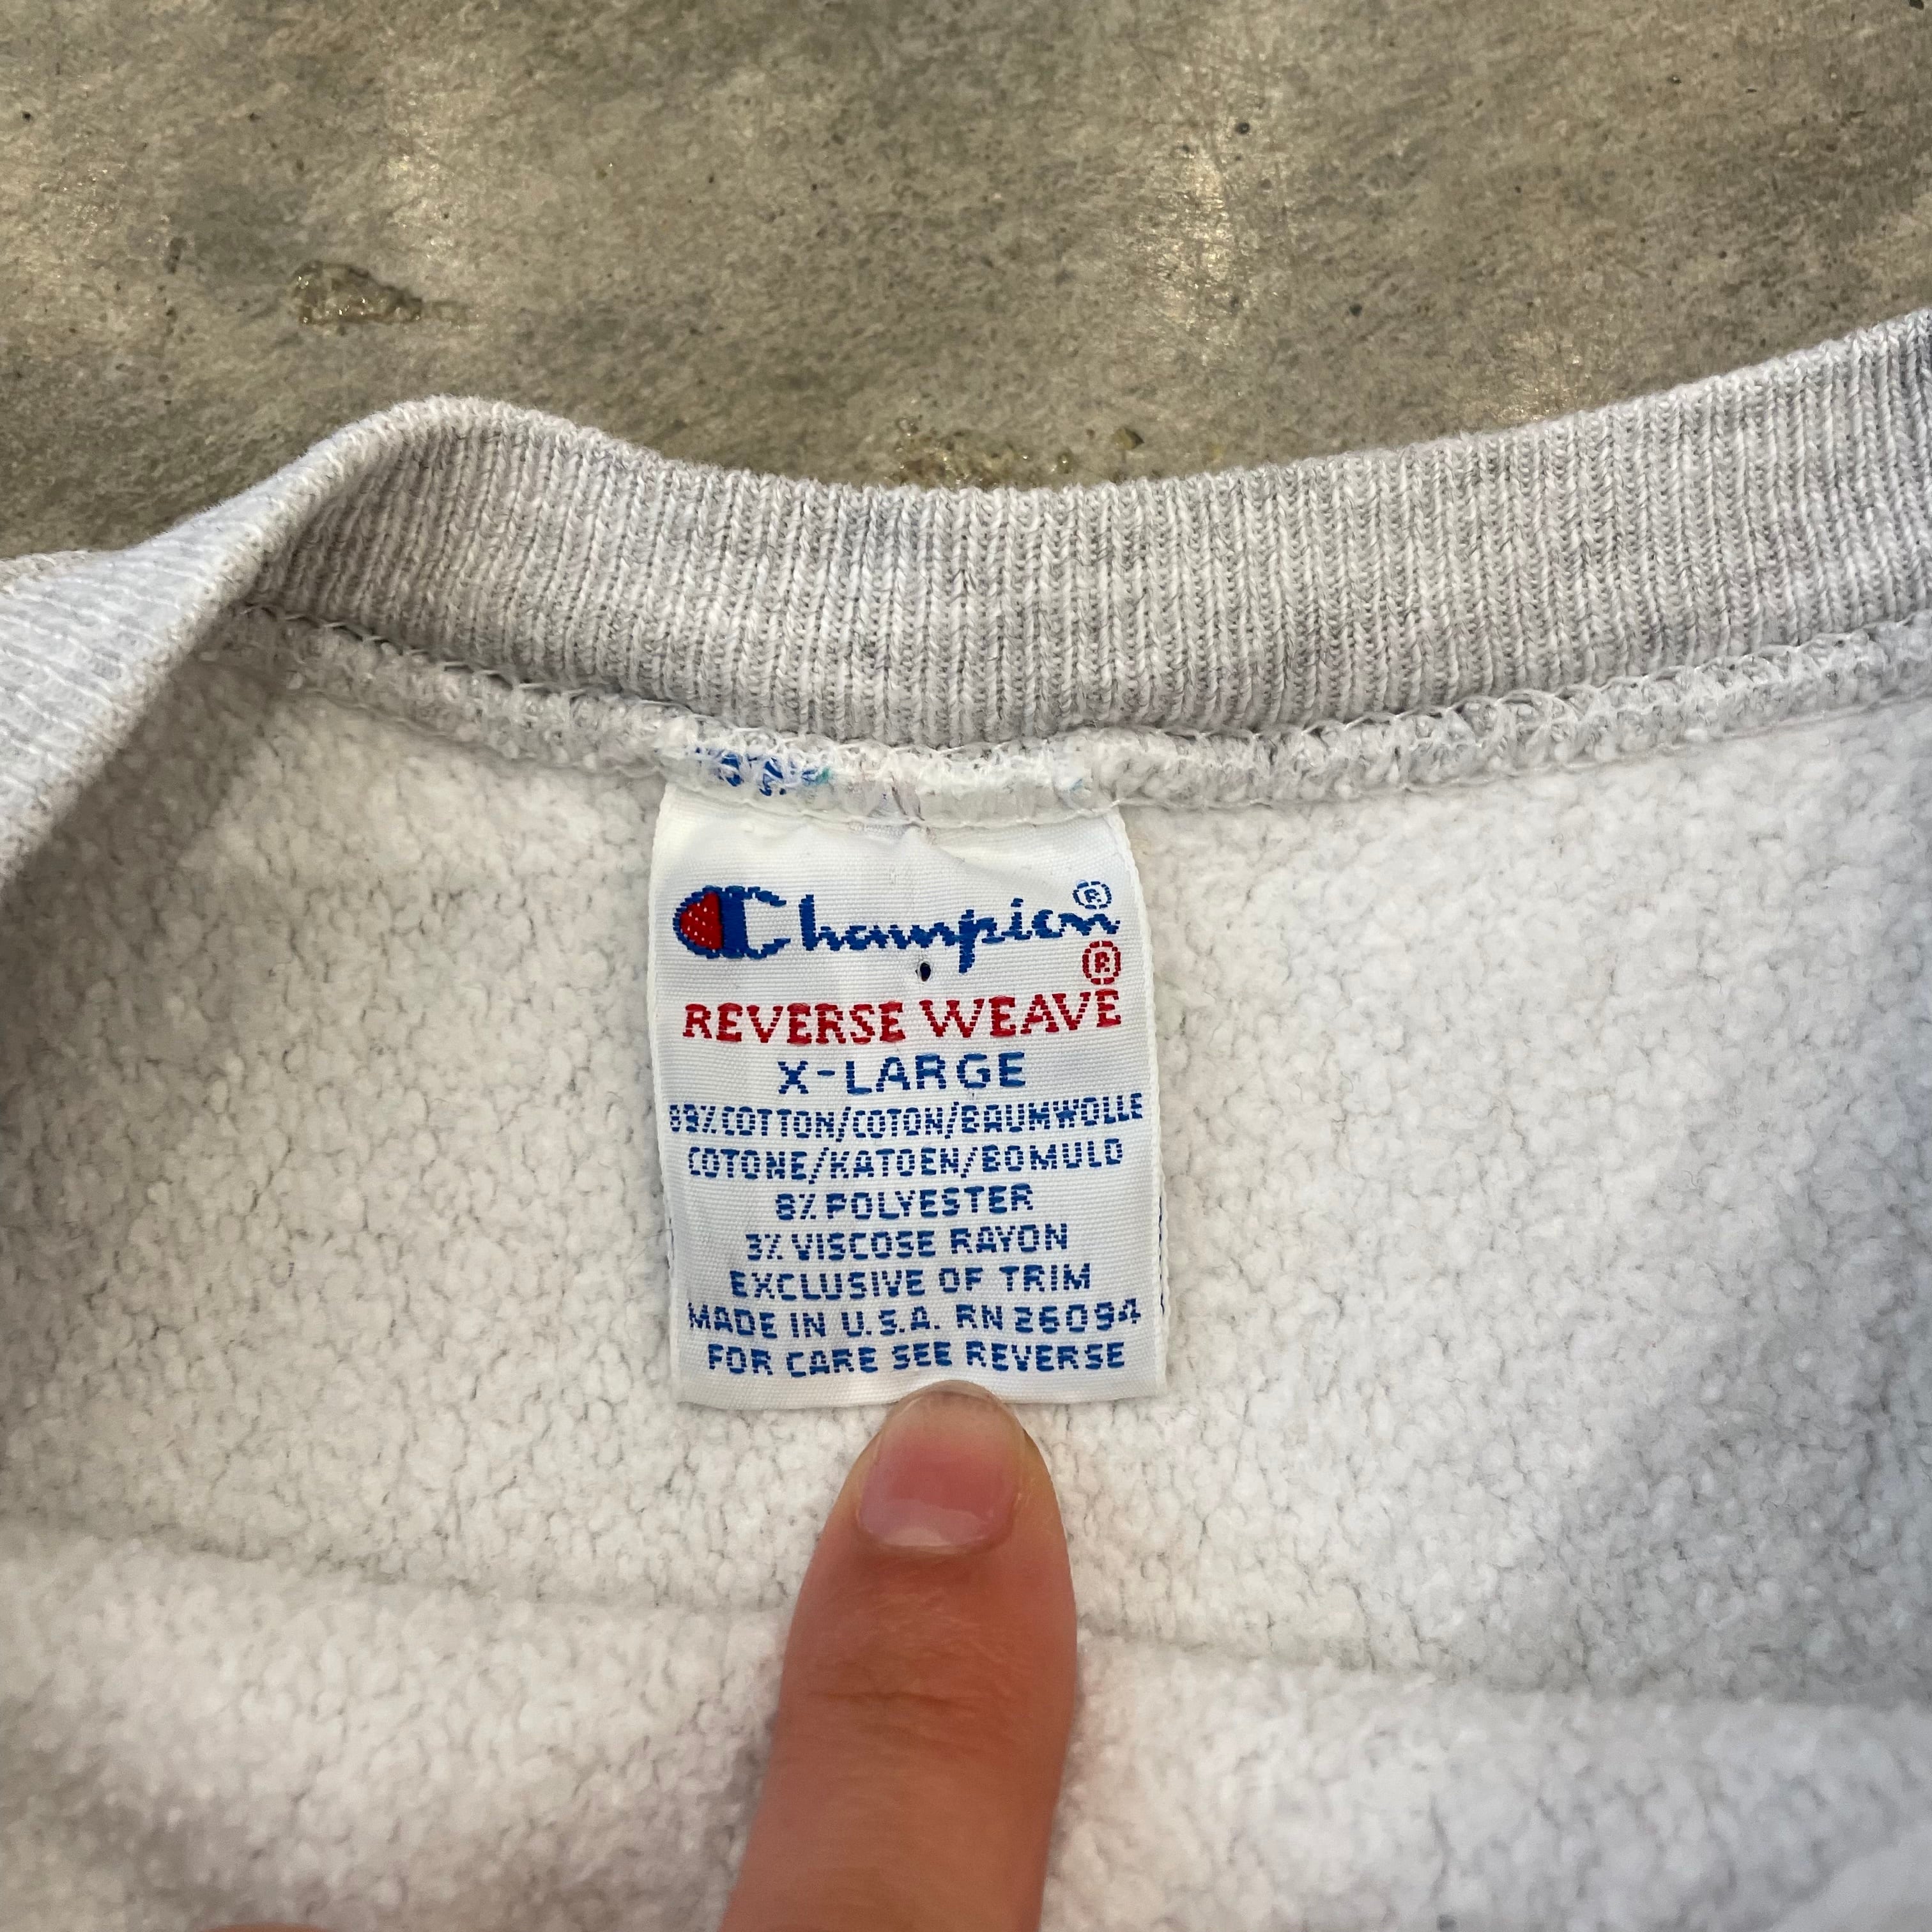 Champion®
REVERSE WEAVE®
X-LARGE
89% COTTON/COTON/BAUMWOLLE
COTONE/KATOEN/BOMULD
8% POLYESTER
3% VISCOSE RAYON
EXCLUSIVE OF TRIM
MADE IN U.S.A. RN 26094
FOR CARE SEE REVERSE